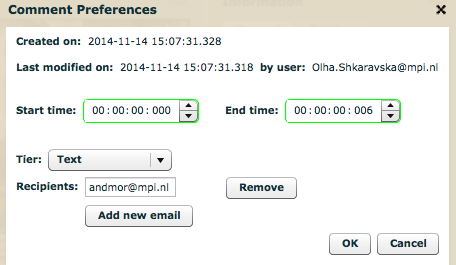 Comment Preferences
Created on: 2014-11-14 15:07:31.328
Last modified on: 2014-11-14 15:07:31.318 by user: Olha.Shkaravska@mpi.nl
Start time: 00:00:00:000 End time: 00:00:00:006
Tier: Text
Recipients: andmor@mpi.nl Remove
Add new email
OK Cancel